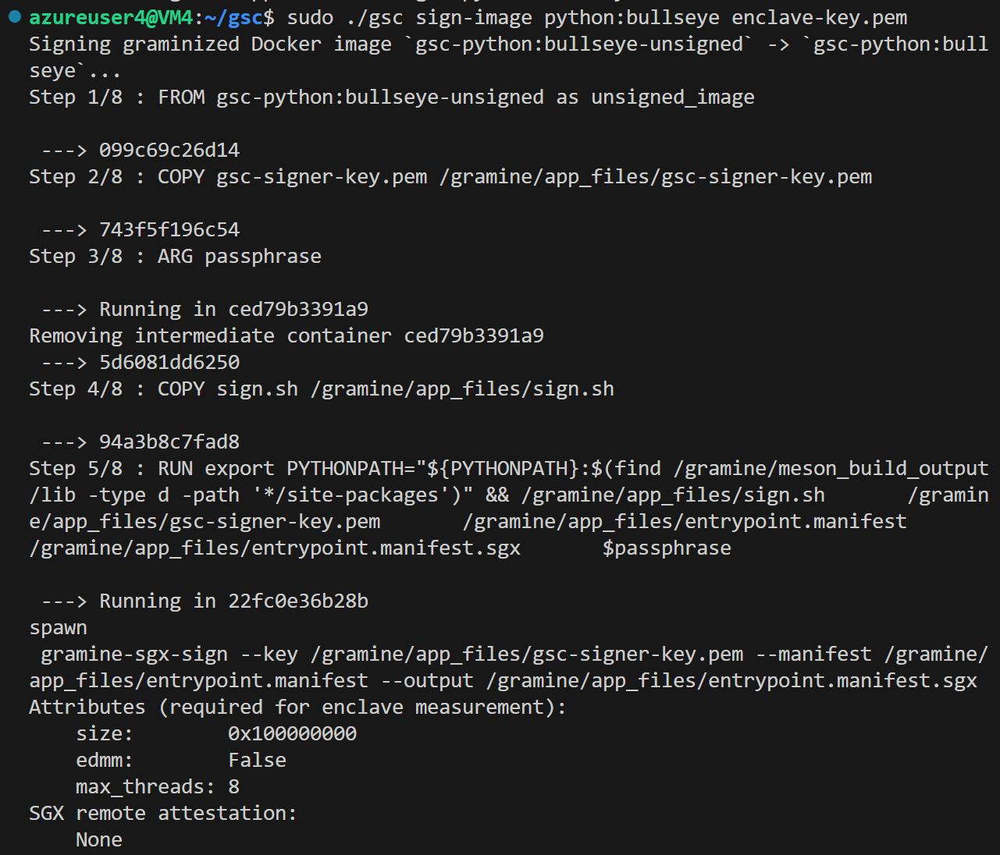 azureuser4@VM4:~/gsc$ sudo ./gsc sign-image python:bullseye enclave-key.pem
Signing graminized Docker image `gsc-python:bullseye-unsigned` -> `gsc-python:bull
seye`...
Step 1/8 : FROM gsc-python:bullseye-unsigned as unsigned_image
 ---> 099c69c26d14
Step 2/8 : COPY gsc-signer-key.pem /gramine/app_files/gsc-signer-key.pem
 ---> 743f5f196c54
Step 3/8 : ARG passphrase
 ---> Running in ced79b3391a9
Removing intermediate container ced79b3391a9
 ---> 5d6081dd6250
Step 4/8 : COPY sign.sh /gramine/app_files/sign.sh
 ---> 94a3b8c7fad8
Step 5/8 : RUN export PYTHONPATH="${PYTHONPATH}:$(find /gramine/meson_build_output
/lib -type d -path '*/site-packages')" && /gramine/app_files/sign.sh       /gramin
e/app_files/gsc-signer-key.pem       /gramine/app_files/entrypoint.manifest
/gramine/app_files/entrypoint.manifest.sgx       $passphrase
 ---> Running in 22fc0e36b28b
spawn
 gramine-sgx-sign --key /gramine/app_files/gsc-signer-key.pem --manifest /gramine/
app_files/entrypoint.manifest --output /gramine/app_files/entrypoint.manifest.sgx
Attributes (required for enclave measurement):
    size:        0x100000000
    edmm:        False
    max_threads: 8
SGX remote attestation:
    None